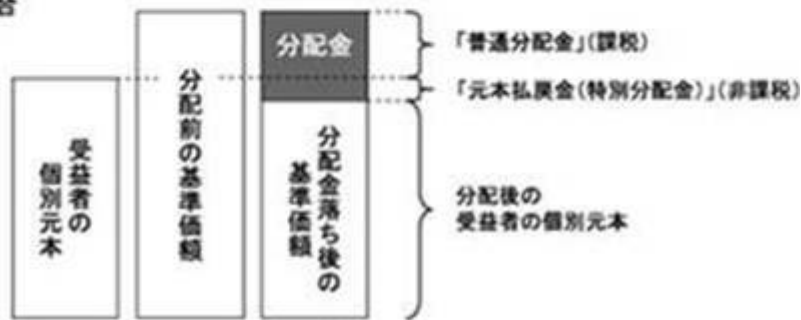 合
受益者の
個別元本
分配前の基準価額
分配金
分配金落ち後の
基準価額
「普通分配金」(課税)
「元本払戻金(特別分配金)」(非課税)
分配後の
受益者の個別元本